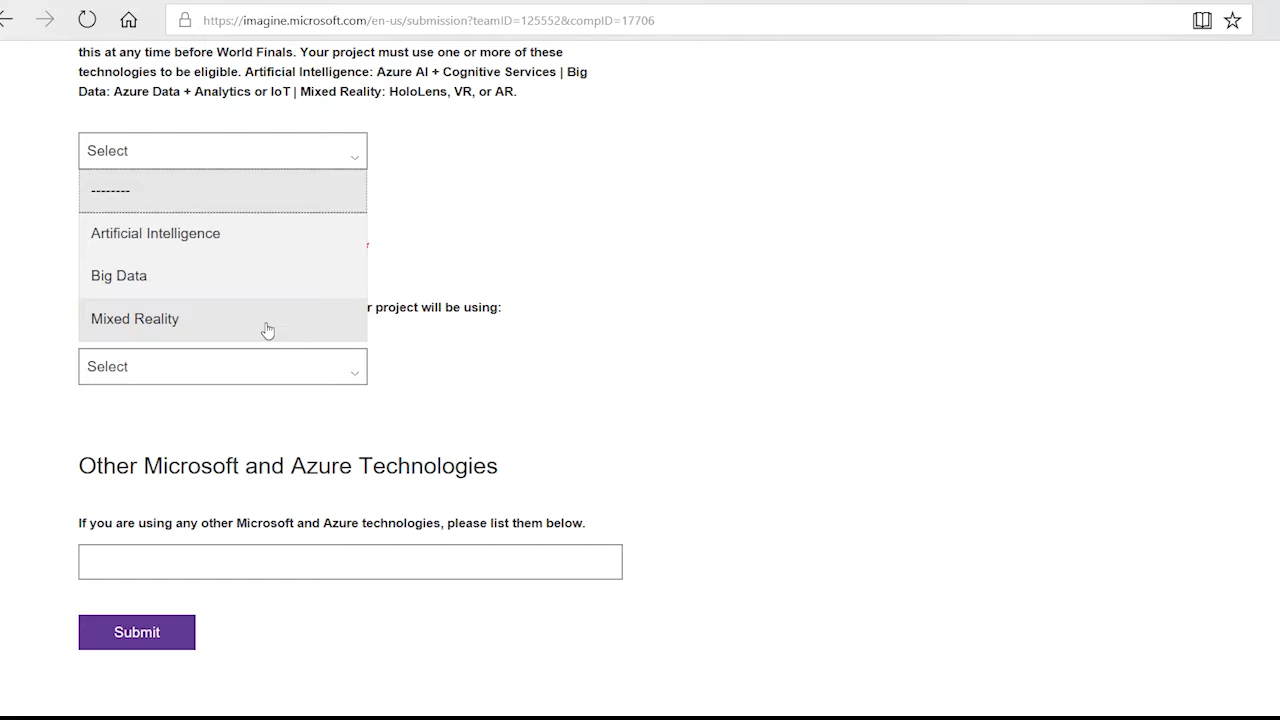 https://imagine.microsoft.com/en-us/submission?teamID=125552&compID=17706
this at any time before World Finals. Your project must use one or more of these
technologies to be eligible. Artificial Intelligence: Azure AI + Cognitive Services | Big
Data: Azure Data + Analytics or IoT | Mixed Reality: HoloLens, VR, or AR.
Select
--------
Artificial Intelligence
Big Data
r project will be using:
Mixed Reality
Select
Other Microsoft and Azure Technologies
If you are using any other Microsoft and Azure technologies, please list them below.
Submit